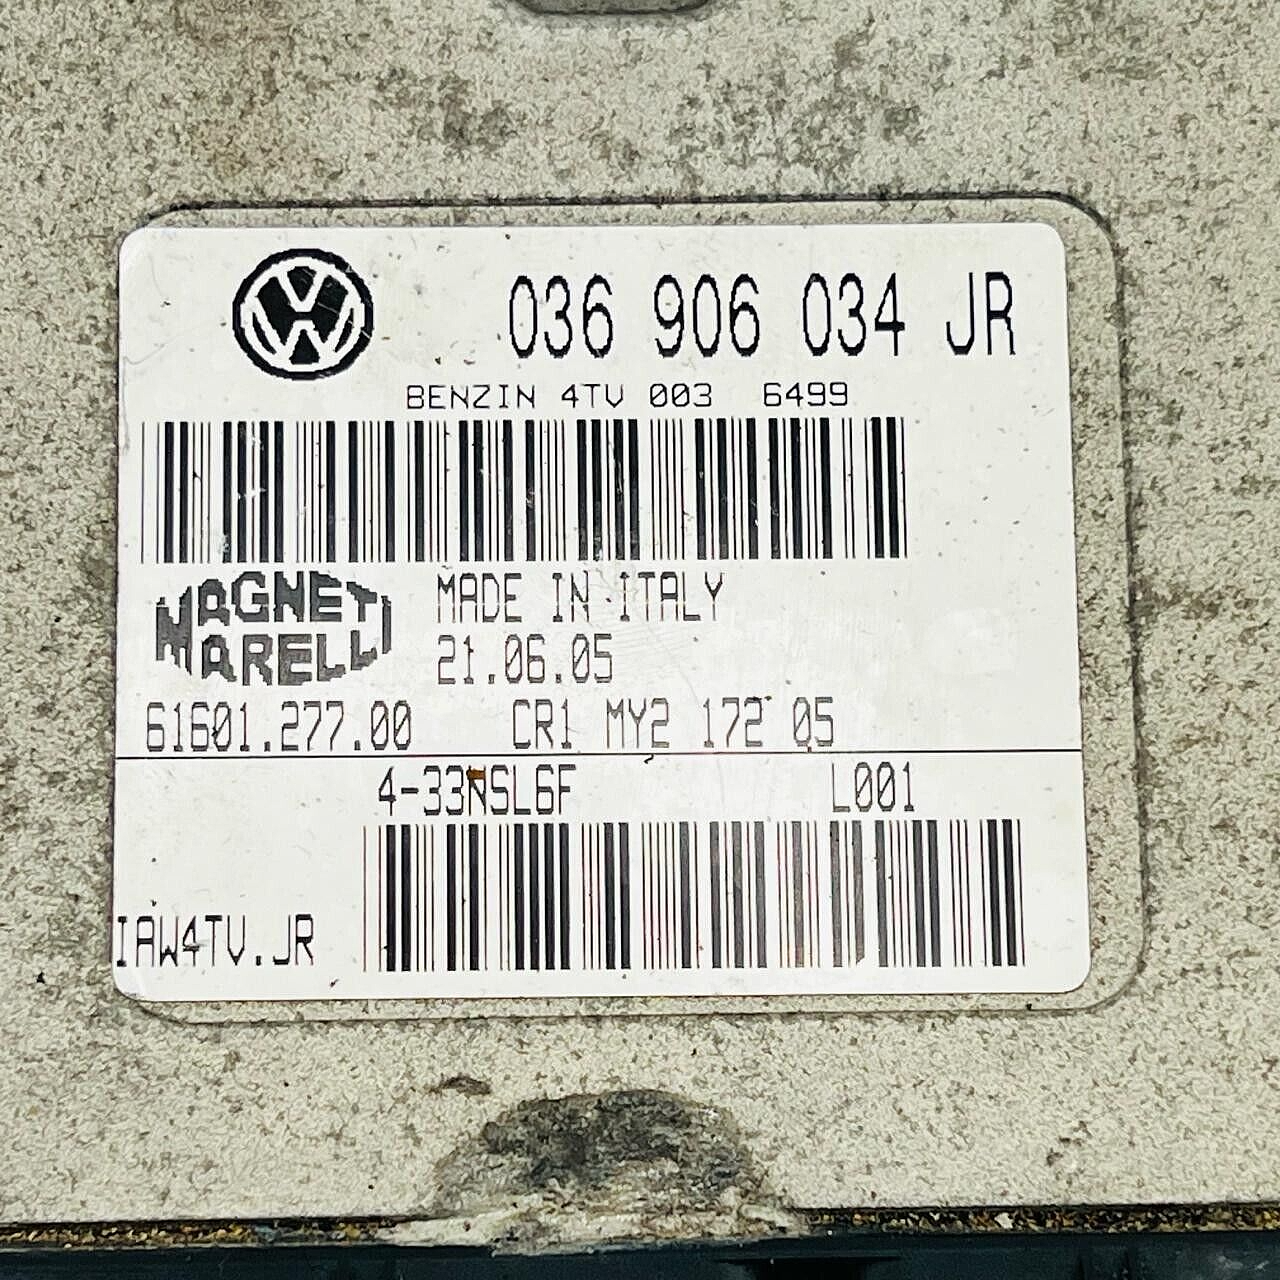 036 906 034 JR
BENZIN 4TV 003 6499
MAGNETI MARELLI
MADE IN ITALY
21.06.05
61601.277.00 CR1 MY2 172 05
4-33NSL6F L001
IAW4TV.JR